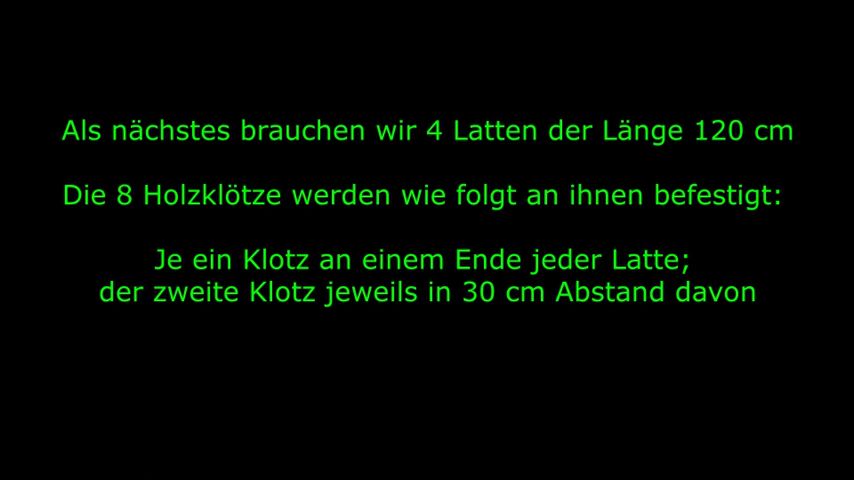 Als nächstes brauchen wir 4 Latten der Länge 120 cm
Die 8 Holzklötze werden wie folgt an ihnen befestigt:
Je ein Klotz an einem Ende jeder Latte;
der zweite Klotz jeweils in 30 cm Abstand davon